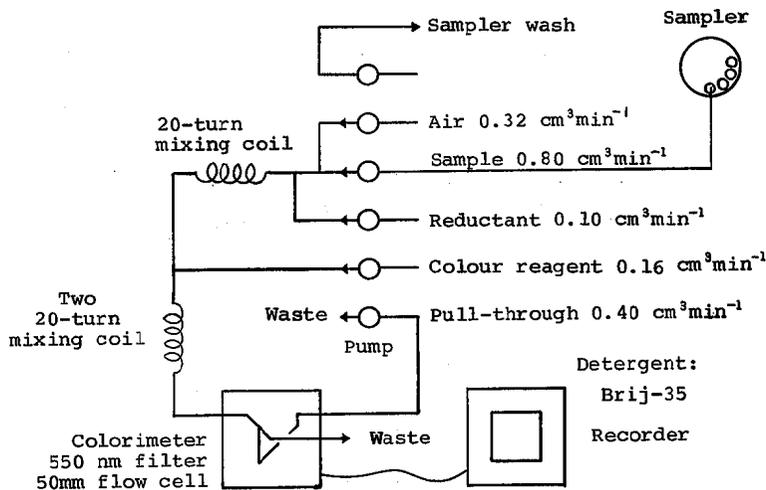 Sampler
Sampler wash
Air 0.32 cm³min⁻¹
20-turn
mixing coil
Sample 0.80 cm³min⁻¹
Reductant 0.10 cm³min⁻¹
Colour reagent 0.16 cm³min⁻¹
Two
20-turn
mixing coil
Waste
Pull-through 0.40 cm³min⁻¹
Pump
Detergent:
Brij-35
Colorimeter
550 nm filter
50mm flow cell
Waste
Recorder